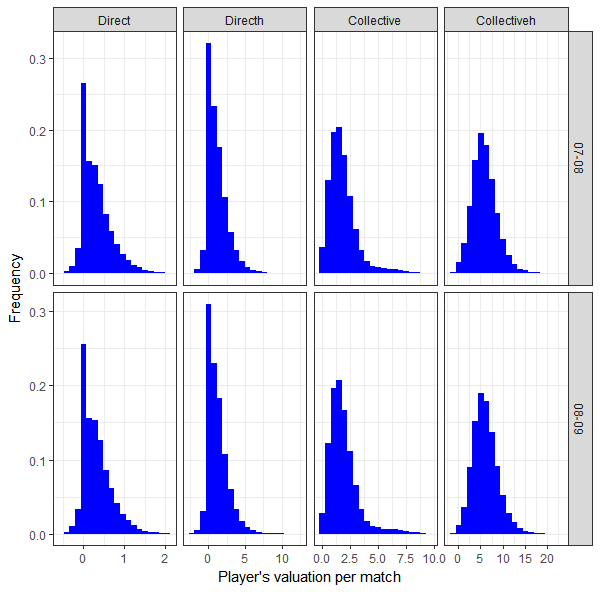 Direct Directh Collective Collectiveh
0.3
0.2
0.1
0.0
07-08
Frequency
0.3
0.2
0.1
0.0
08-09
0 1 2 0 5 10 0.0 2.5 5.0 7.5 10.0 0 5 10 15 20
Player's valuation per match